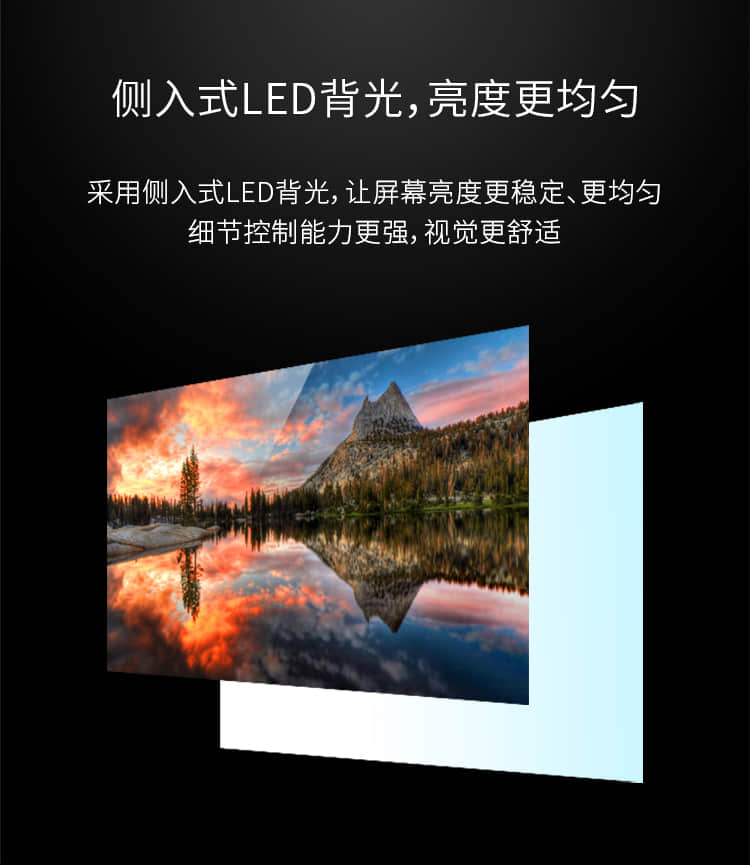 侧入式LED背光，亮度更均匀
采用侧入式LED背光，让屏幕亮度更稳定、更均匀
细节控制能力更强，视觉更舒适